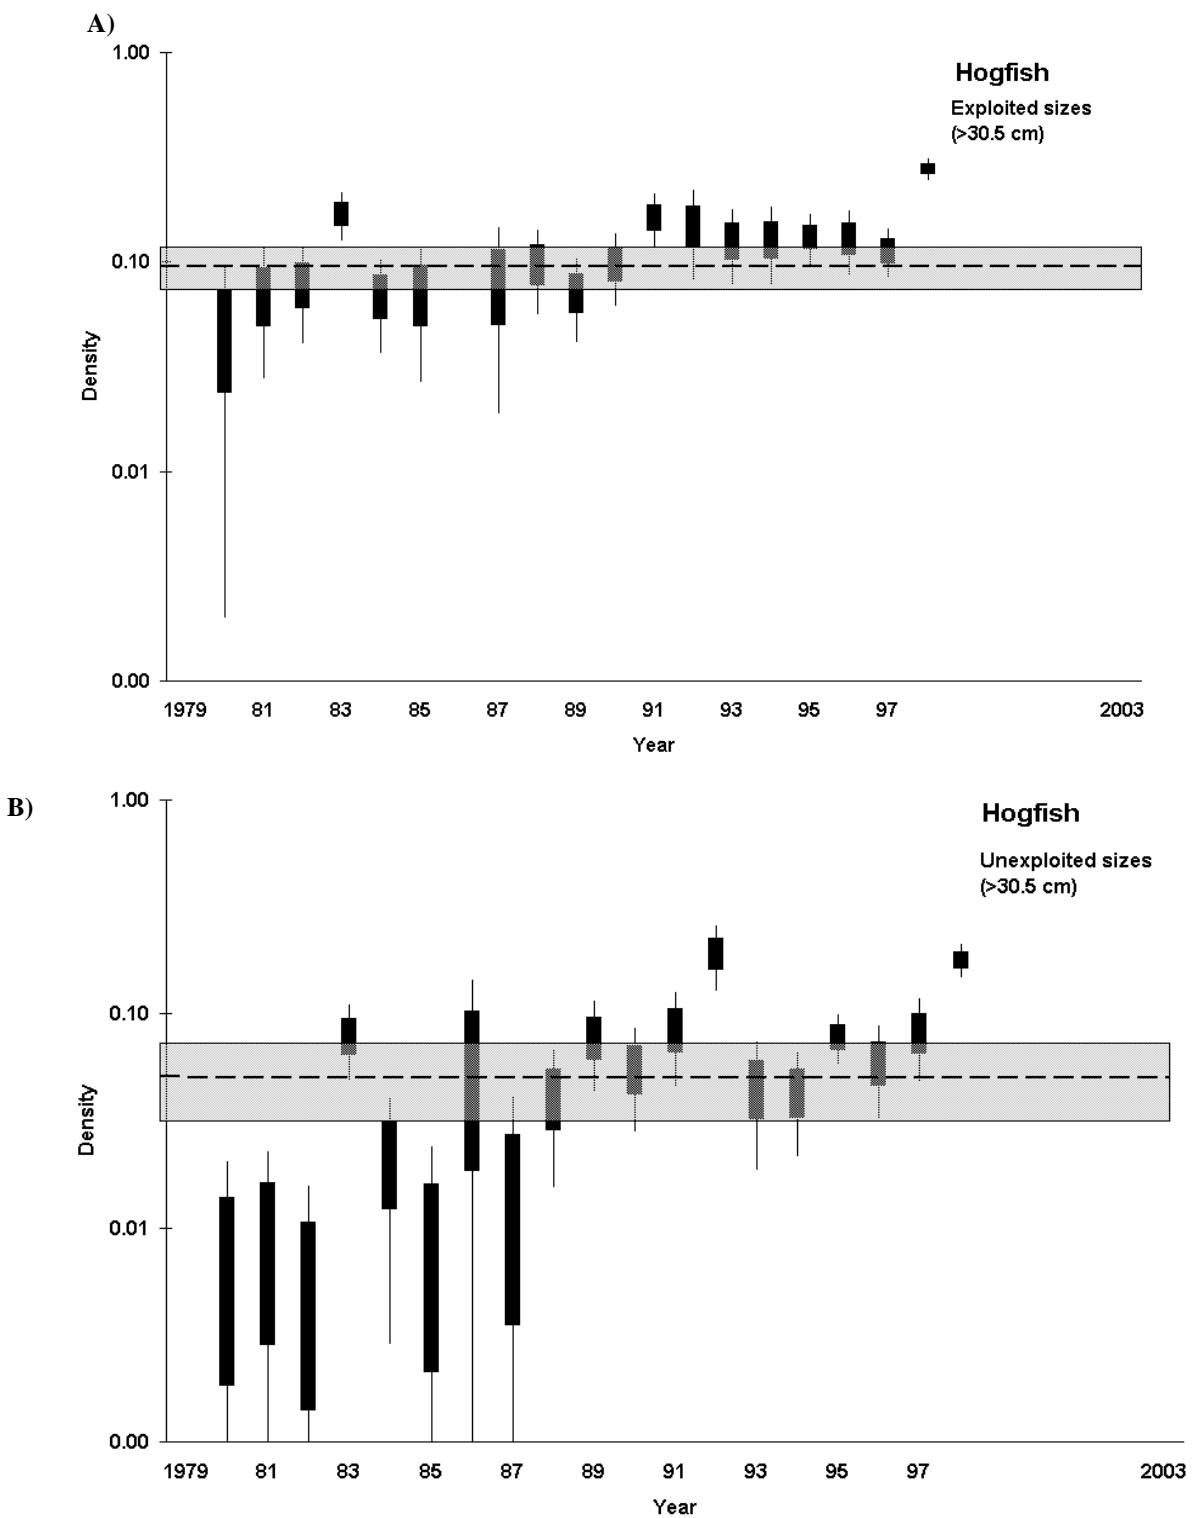 A)
1.00
Hogfish
Exploited sizes
(>30.5 cm)
0.10
Density
0.01
0.00
1979 81 83 85 87 89 91 93 95 97 2003
Year
B)
1.00
Hogfish
Unexploited sizes
(>30.5 cm)
0.10
Density
0.01
0.00
1979 81 83 85 87 89 91 93 95 97 2003
Year